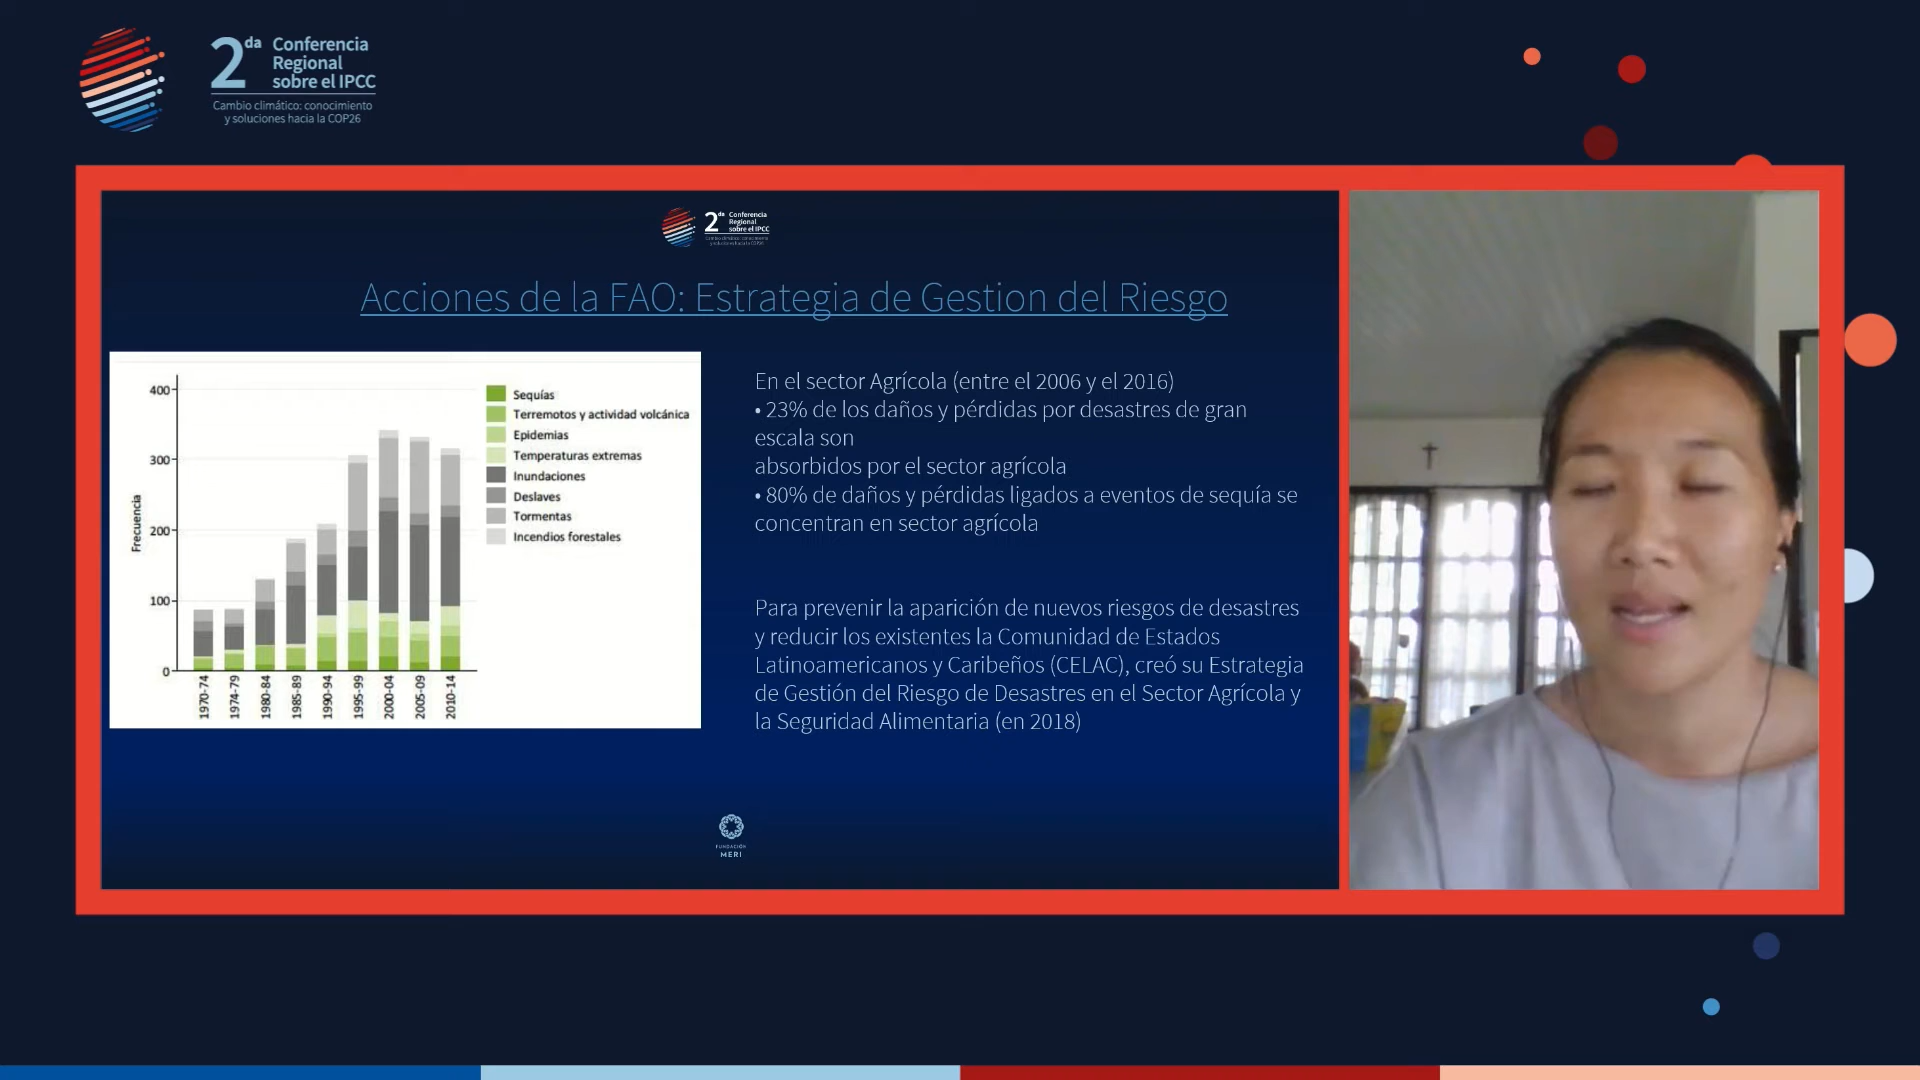 2da Conferencia
Regional
sobre el IPCC
Cambio climático: conocimiento
y soluciones hacia la COP26
2da Conferencia
Regional
sobre el IPCC
Acciones de la FAO: Estrategia de Gestion del Riesgo
400
300
200
100
0
Frecuencia
1970-74
1974-79
1980-84
1985-89
1990-94
1995-99
2000-04
2005-09
2010-14
Sequías
Terremotos y actividad volcánica
Epidemias
Temperaturas extremas
Inundaciones
Deslaves
Tormentas
Incendios forestales
En el sector Agrícola (entre el 2006 y el 2016)
• 23% de los daños y pérdidas por desastres de gran
escala son
absorbidos por el sector agrícola
• 80% de daños y pérdidas ligados a eventos de sequía se
concentran en sector agrícola
Para prevenir la aparición de nuevos riesgos de desastres
y reducir los existentes la Comunidad de Estados
Latinoamericanos y Caribeños (CELAC), creó su Estrategia
de Gestión del Riesgo de Desastres en el Sector Agrícola y
la Seguridad Alimentaria (en 2018)
FUNDACIÓN
MERI